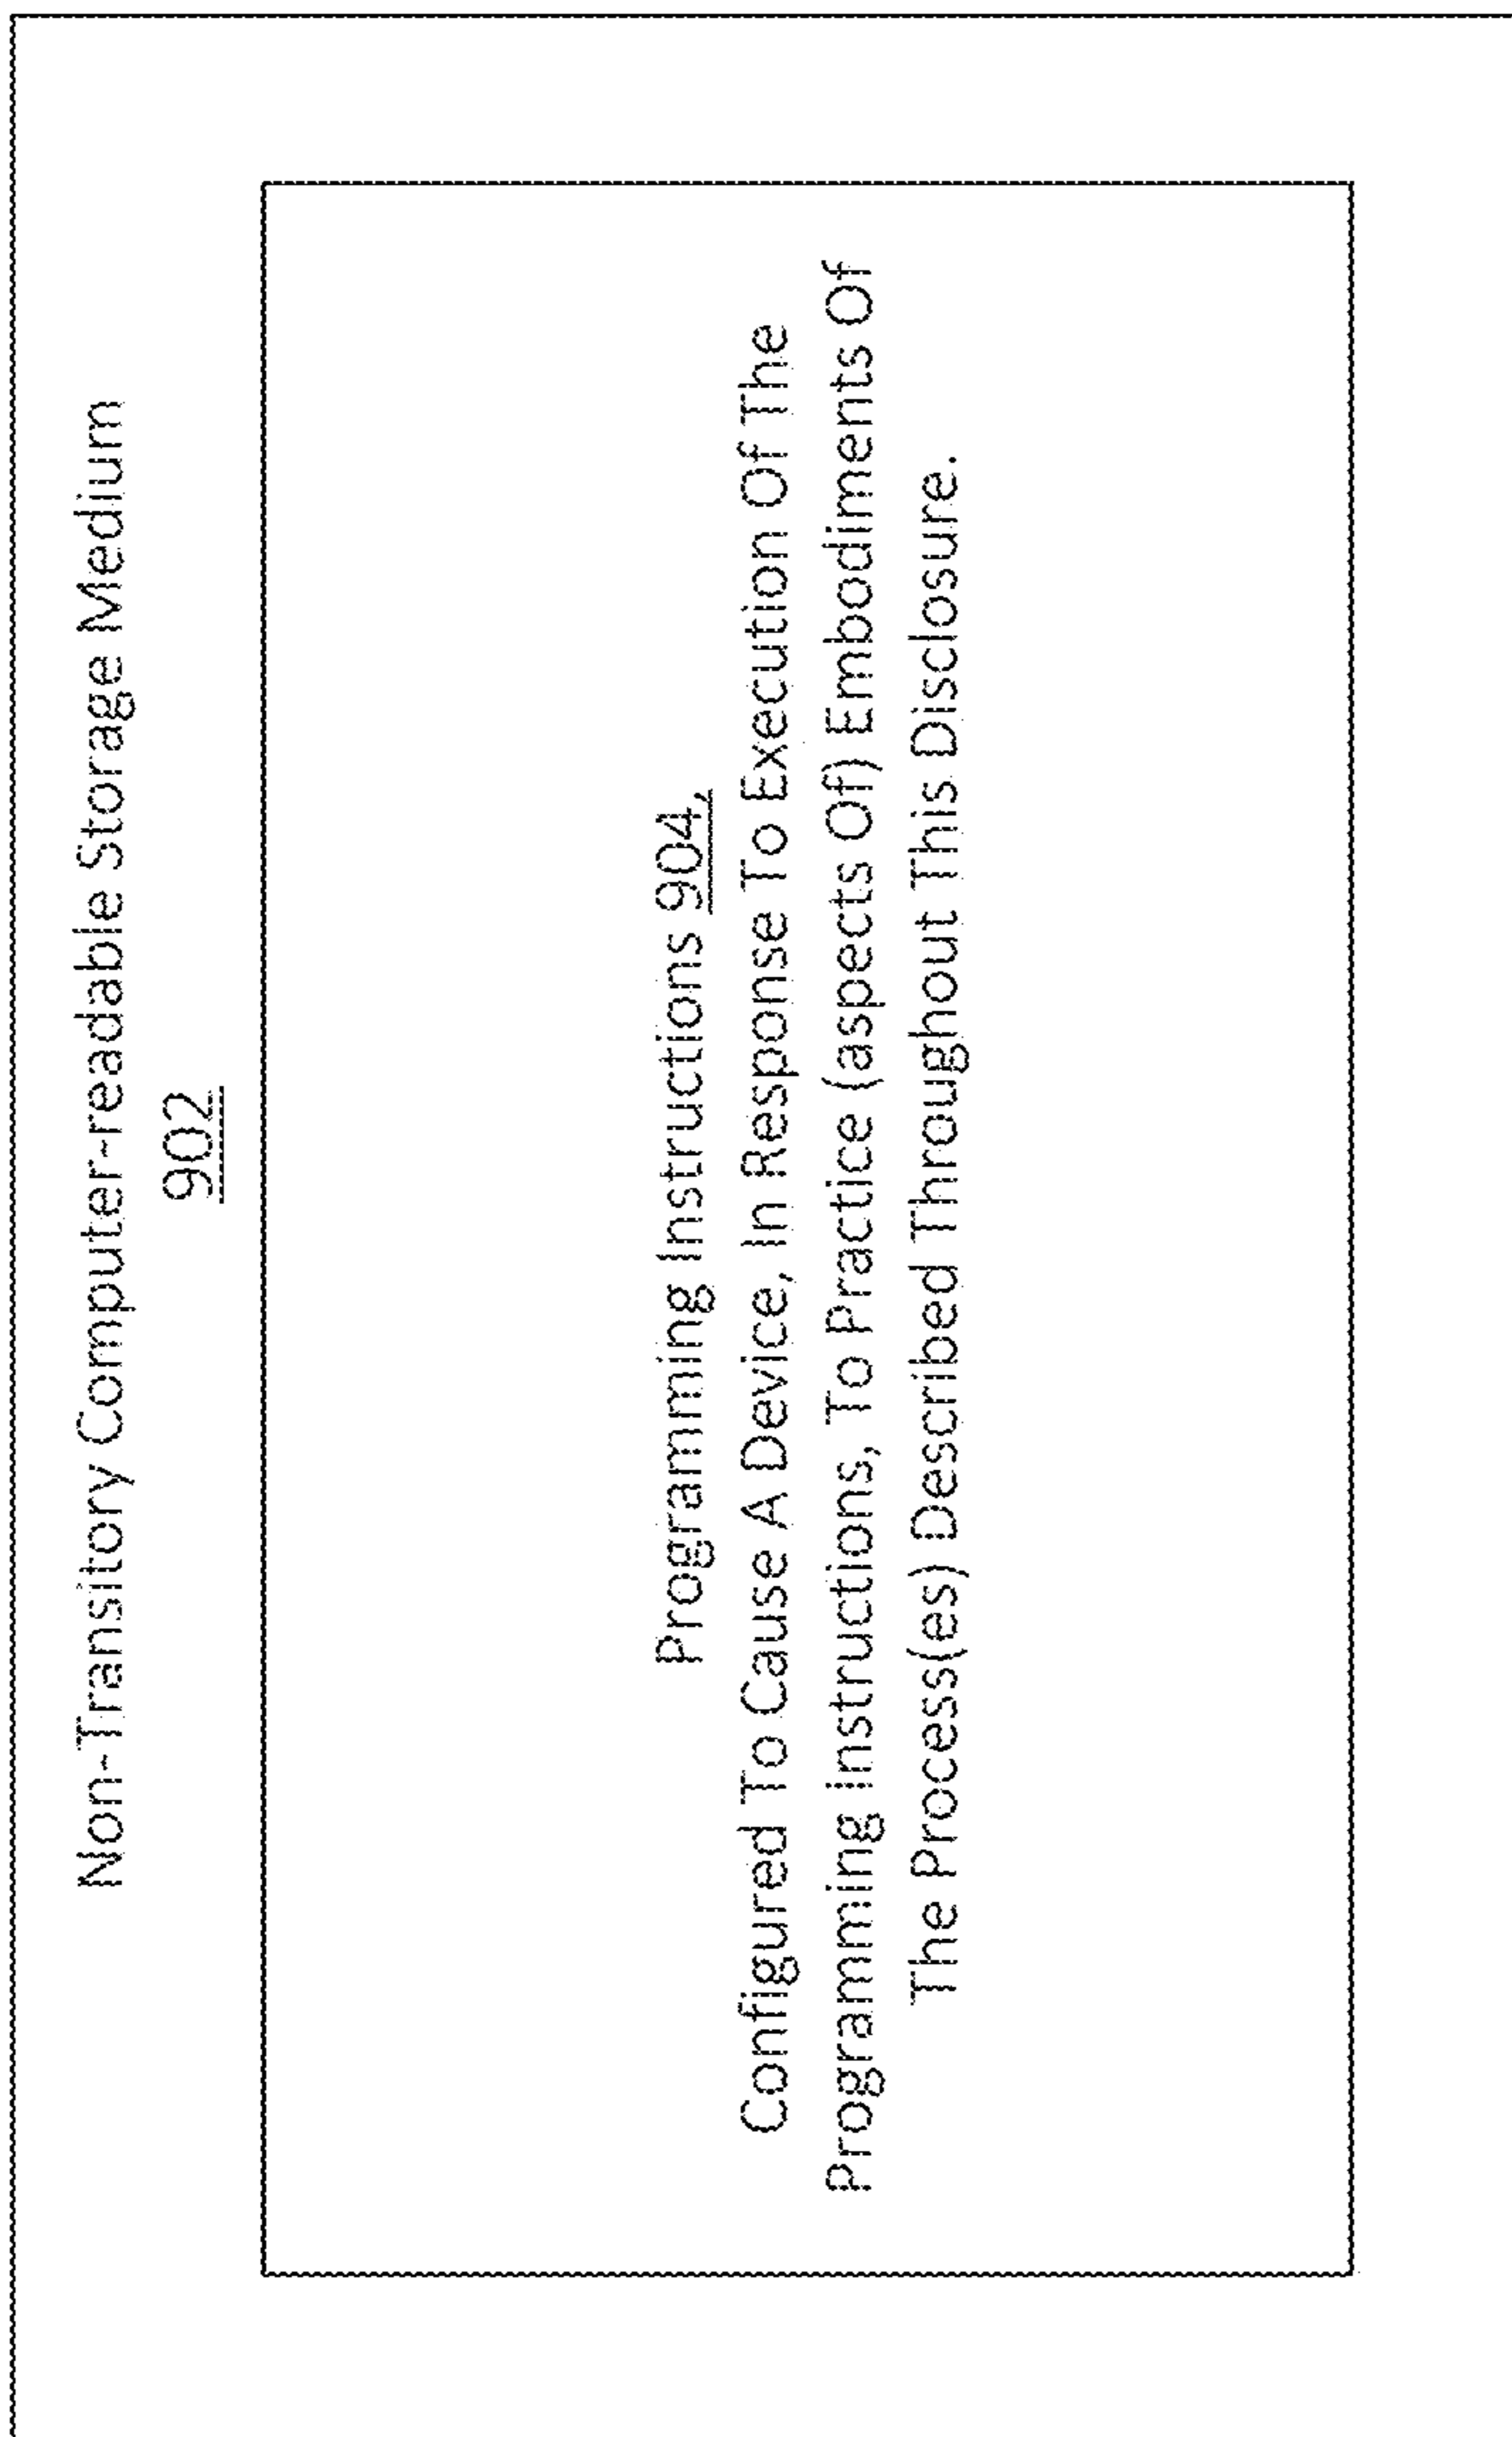 Non-Transitory Computer-readable Storage Medium
902
Programming Instructions 904,
Configured To Cause A Device, In Response To Execution Of The
Programming Instructions, To Practice (aspects Of) Embodiments Of
The Process(es) Described Throughout This Disclosure.